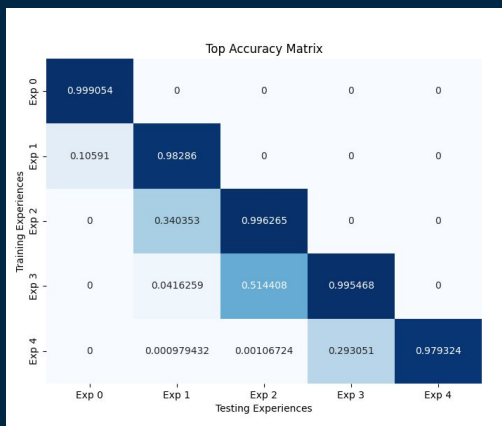 Top Accuracy Matrix
Training Experiences
Exp 0 0.999054 0 0 0 0
Exp 1 0.10591 0.98286 0 0 0
Exp 2 0 0.340353 0.996265 0 0
Exp 3 0 0.0416259 0.514408 0.995468 0
Exp 4 0 0.000979432 0.00106724 0.293051 0.979324
Exp 0 Exp 1 Exp 2 Exp 3 Exp 4
Testing Experiences